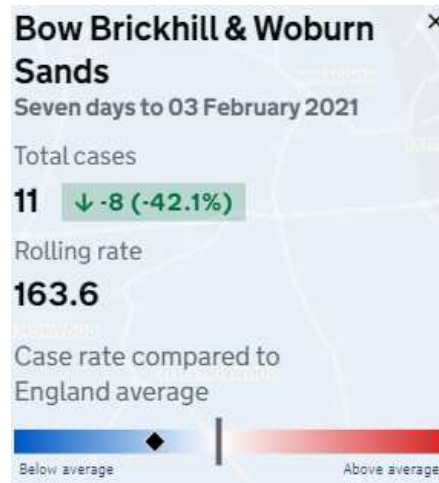 Bow Brickhill & Woburn
Sands
Seven days to 03 February 2021
Total cases
11 ↓ -8 (-42.1%)
Rolling rate
163.6
Case rate compared to
England average
Below average Above average